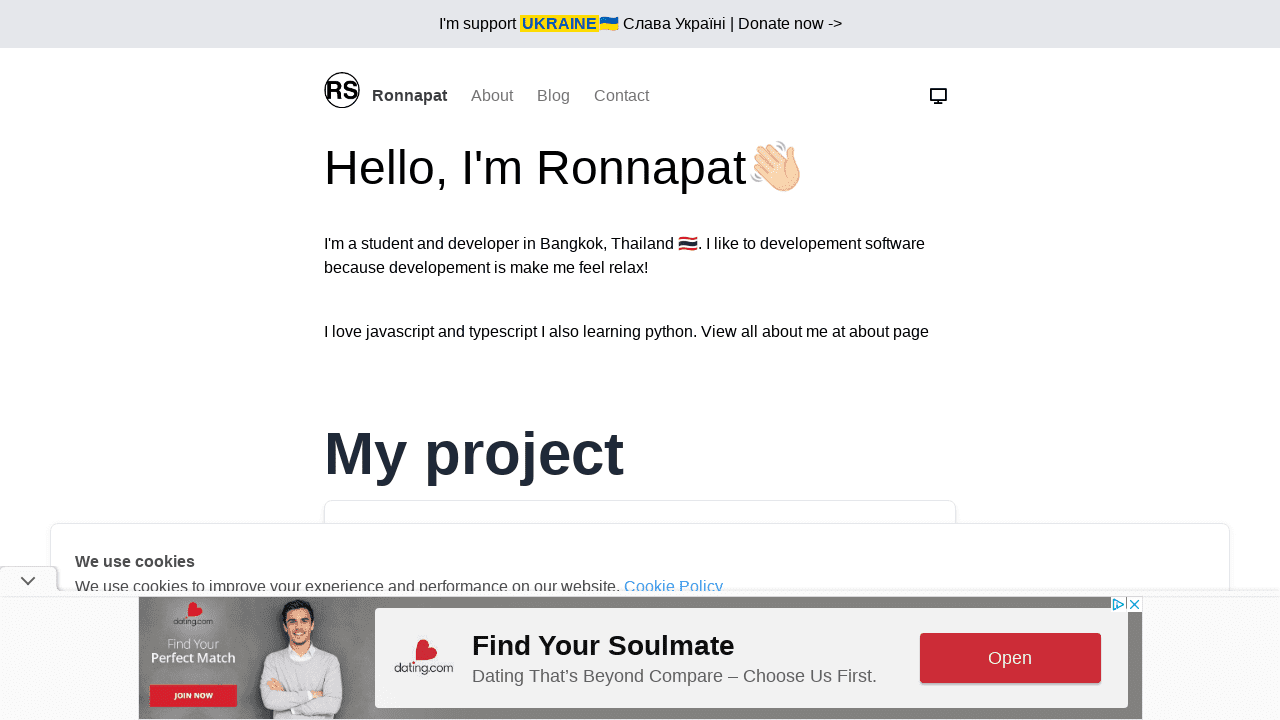 I'm support UKRAINE🇺🇦 Слава Україні | Donate now ->
RS Ronnapat About Blog Contact
Hello, I'm Ronnapat👋🏻
I'm a student and developer in Bangkok, Thailand 🇹🇭. I like to developement software
because developement is make me feel relax!
I love javascript and typescript I also learning python. View all about me at about page
My project
We use cookies
We use cookies to improve your experience and performance on our website. Cookie Policy
dating.com
Find Your
Perfect Match
JOIN NOW
dating.com
Find Your Soulmate
Dating That's Beyond Compare – Choose Us First.
Open